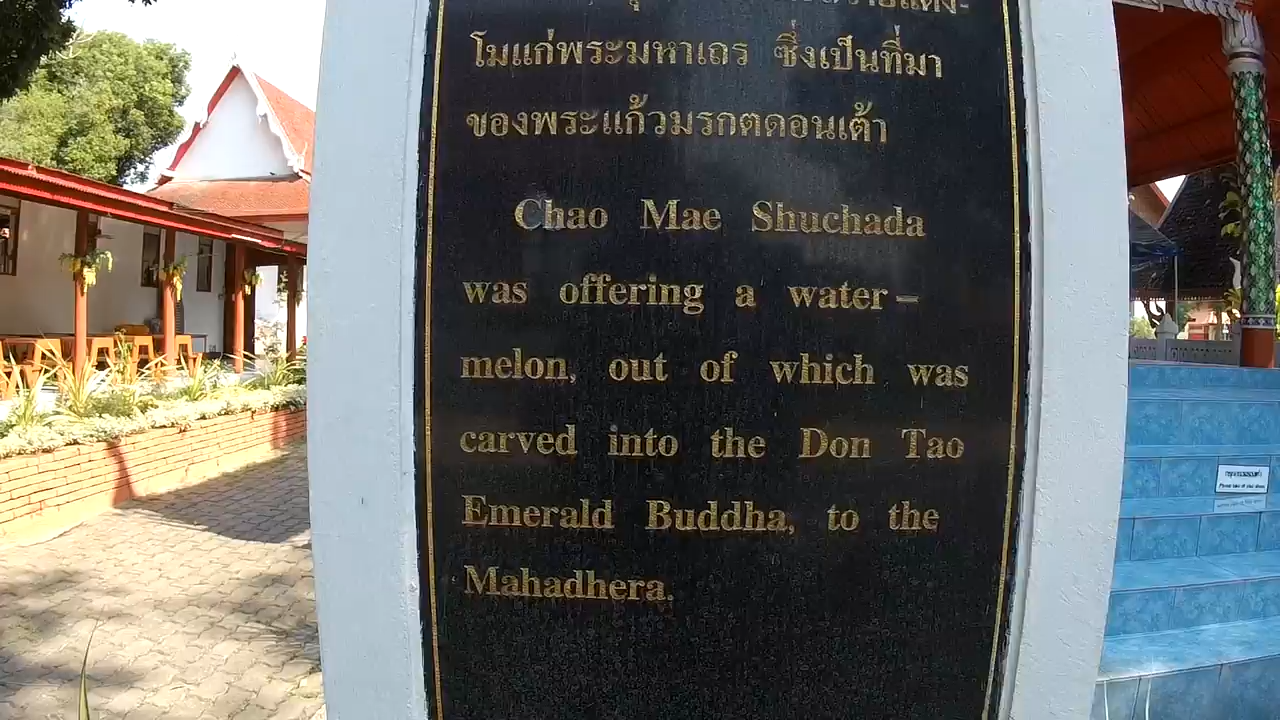 โมแก่พระมหาเถร ซึ่งเป็นที่มา
ของพระแก้วมรกตดอนเต้า
Chao Mae Shuchada
was offering a water–
melon, out of which was
carved into the Don Tao
Emerald Buddha, to the
Mahadhera.